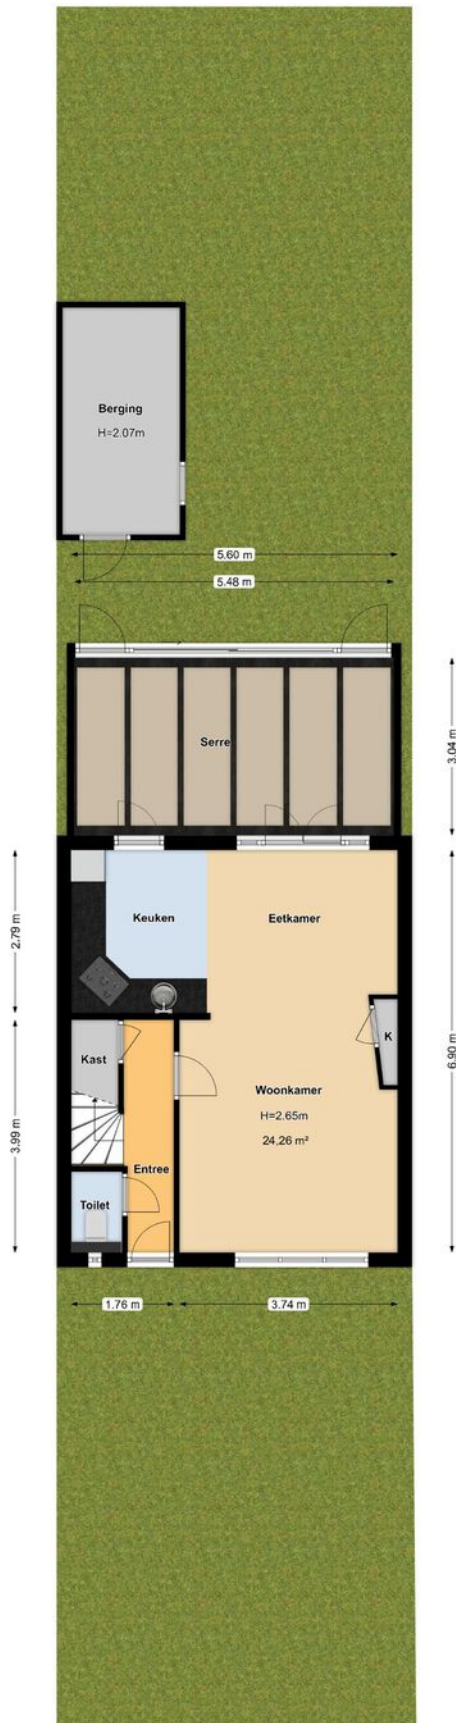 Berging
H=2.07m
5.60 m
5.48 m
3.04 m
Serre
2.79 m
Keuken
Eetkamer
6.90 m
K
Kast
Woonkamer
H=2.65m
24,26 m²
3.99 m
Entree
Toilet
1.76 m
3.74 m